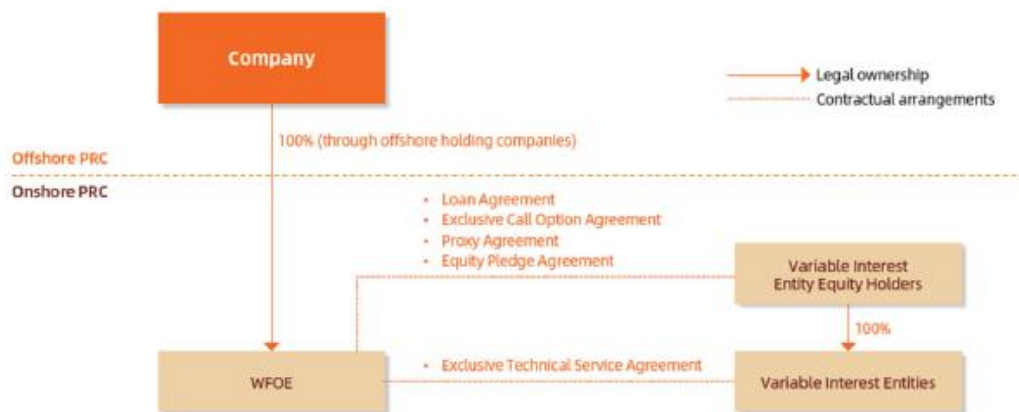 Company
Legal ownership
Contractual arrangements
100% (through offshore holding companies)
Offshore PRC
Onshore PRC
• Loan Agreement
• Exclusive Call Option Agreement
• Proxy Agreement
• Equity Pledge Agreement
Variable Interest
Entity Equity Holders
100%
WFOE
• Exclusive Technical Service Agreement
Variable Interest Entities